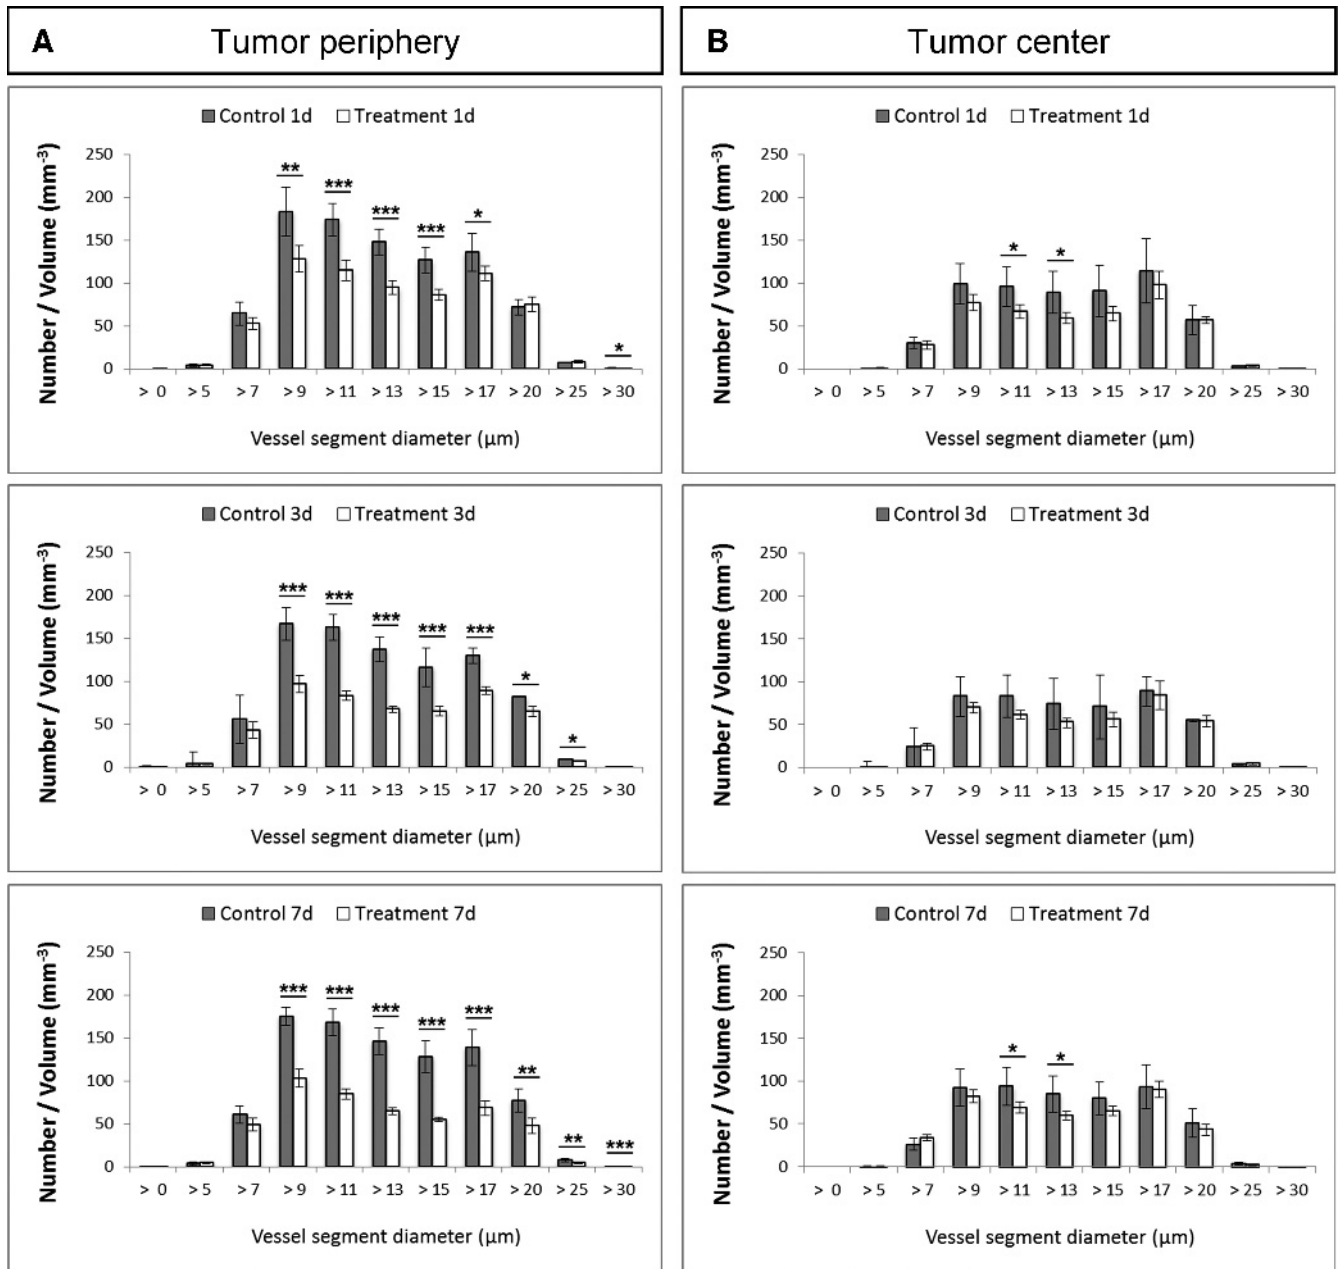 A Tumor periphery
B Tumor center
Control 1d Treatment 1d
Number / Volume (mm-3)
250
200
150
100
50
0
** *** *** *** * *
> 0 > 5 > 7 > 9 > 11 > 13 > 15 > 17 > 20 > 25 > 30
Vessel segment diameter (µm)
Control 1d Treatment 1d
Number / Volume (mm-3)
250
200
150
100
50
0
* *
> 0 > 5 > 7 > 9 > 11 > 13 > 15 > 17 > 20 > 25 > 30
Vessel segment diameter (µm)
Control 3d Treatment 3d
Number / Volume (mm-3)
250
200
150
100
50
0
*** *** *** *** *** * *
> 0 > 5 > 7 > 9 > 11 > 13 > 15 > 17 > 20 > 25 > 30
Vessel segment diameter (µm)
Control 3d Treatment 3d
Number / Volume (mm-3)
250
200
150
100
50
0
> 0 > 5 > 7 > 9 > 11 > 13 > 15 > 17 > 20 > 25 > 30
Vessel segment diameter (µm)
Control 7d Treatment 7d
Number / Volume (mm-3)
250
200
150
100
50
0
*** *** *** *** *** ** ** ***
> 0 > 5 > 7 > 9 > 11 > 13 > 15 > 17 > 20 > 25 > 30
Vessel segment diameter (µm)
Control 7d Treatment 7d
Number / Volume (mm-3)
250
200
150
100
50
0
* *
> 0 > 5 > 7 > 9 > 11 > 13 > 15 > 17 > 20 > 25 > 30
Vessel segment diameter (µm)